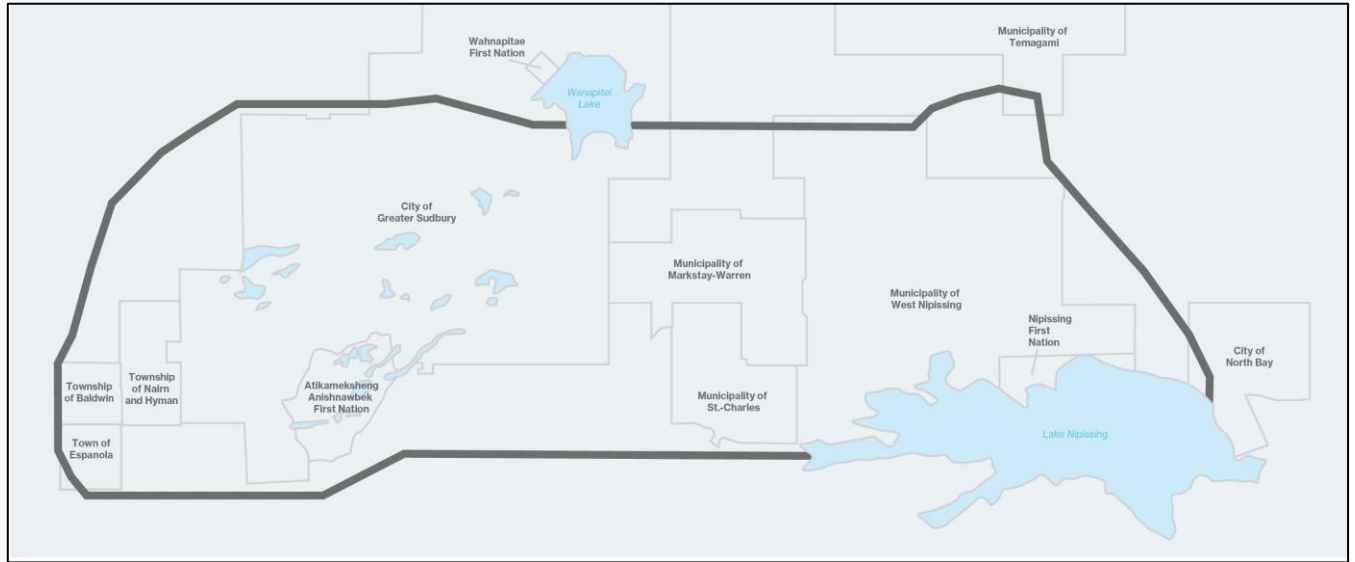 Municipality of
Temagami
Wahnapitae
First Nation
Wanapitei
Lake
City of
Greater Sudbury
Municipality of
Markstay-Warren
Municipality of
West Nipissing
Nipissing
First
Nation
City of
North Bay
Township
of Baldwin
Township
of Nairn
and Hyman
Atikameksheng
Anishnawbek
First Nation
Municipality of
St.-Charles
Town of
Espanola
Lake Nipissing